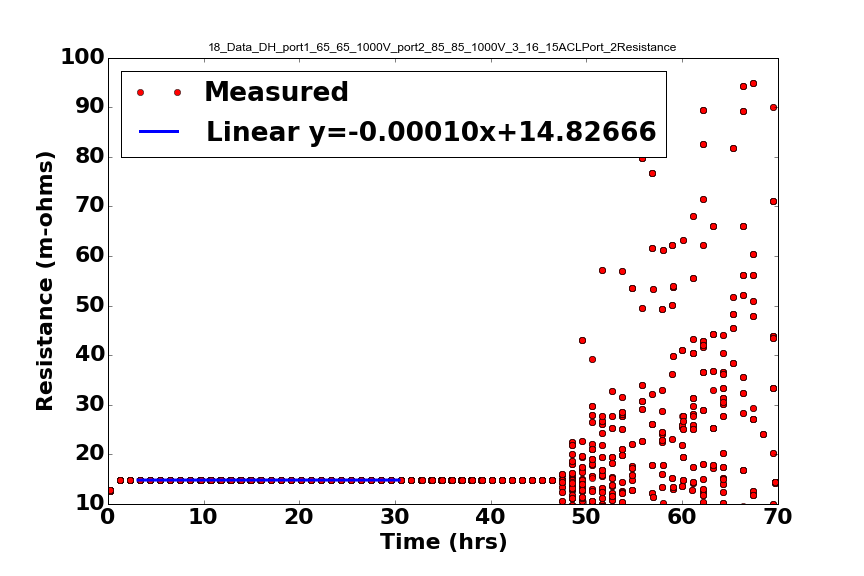 18_Data_DH_port1_65_65_1000V_port2_85_85_1000V_3_16_15ACLPort_2Resistance
100
90
80
70
60
50
40
30
20
10
Resistance (m-ohms)
Measured
Linear y=-0.00010x+14.82666
0 10 20 30 40 50 60 70
Time (hrs)